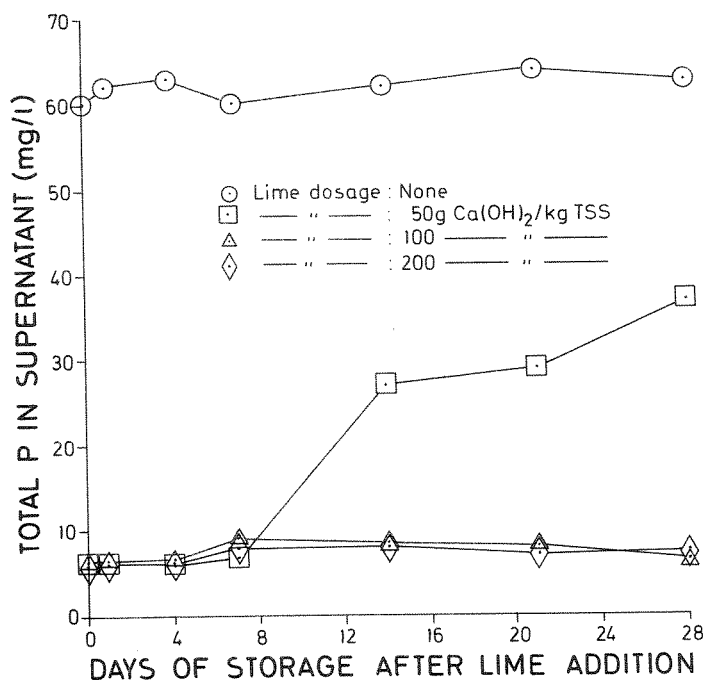 TOTAL P IN SUPERNATANT (mg/l)
70
60
50
40
30
20
10
0
Lime dosage : None
— " — : 50g Ca(OH)2/kg TSS
— " — : 100 — " —
— " — : 200 — " —
0 4 8 12 16 20 24 28
DAYS OF STORAGE AFTER LIME ADDITION